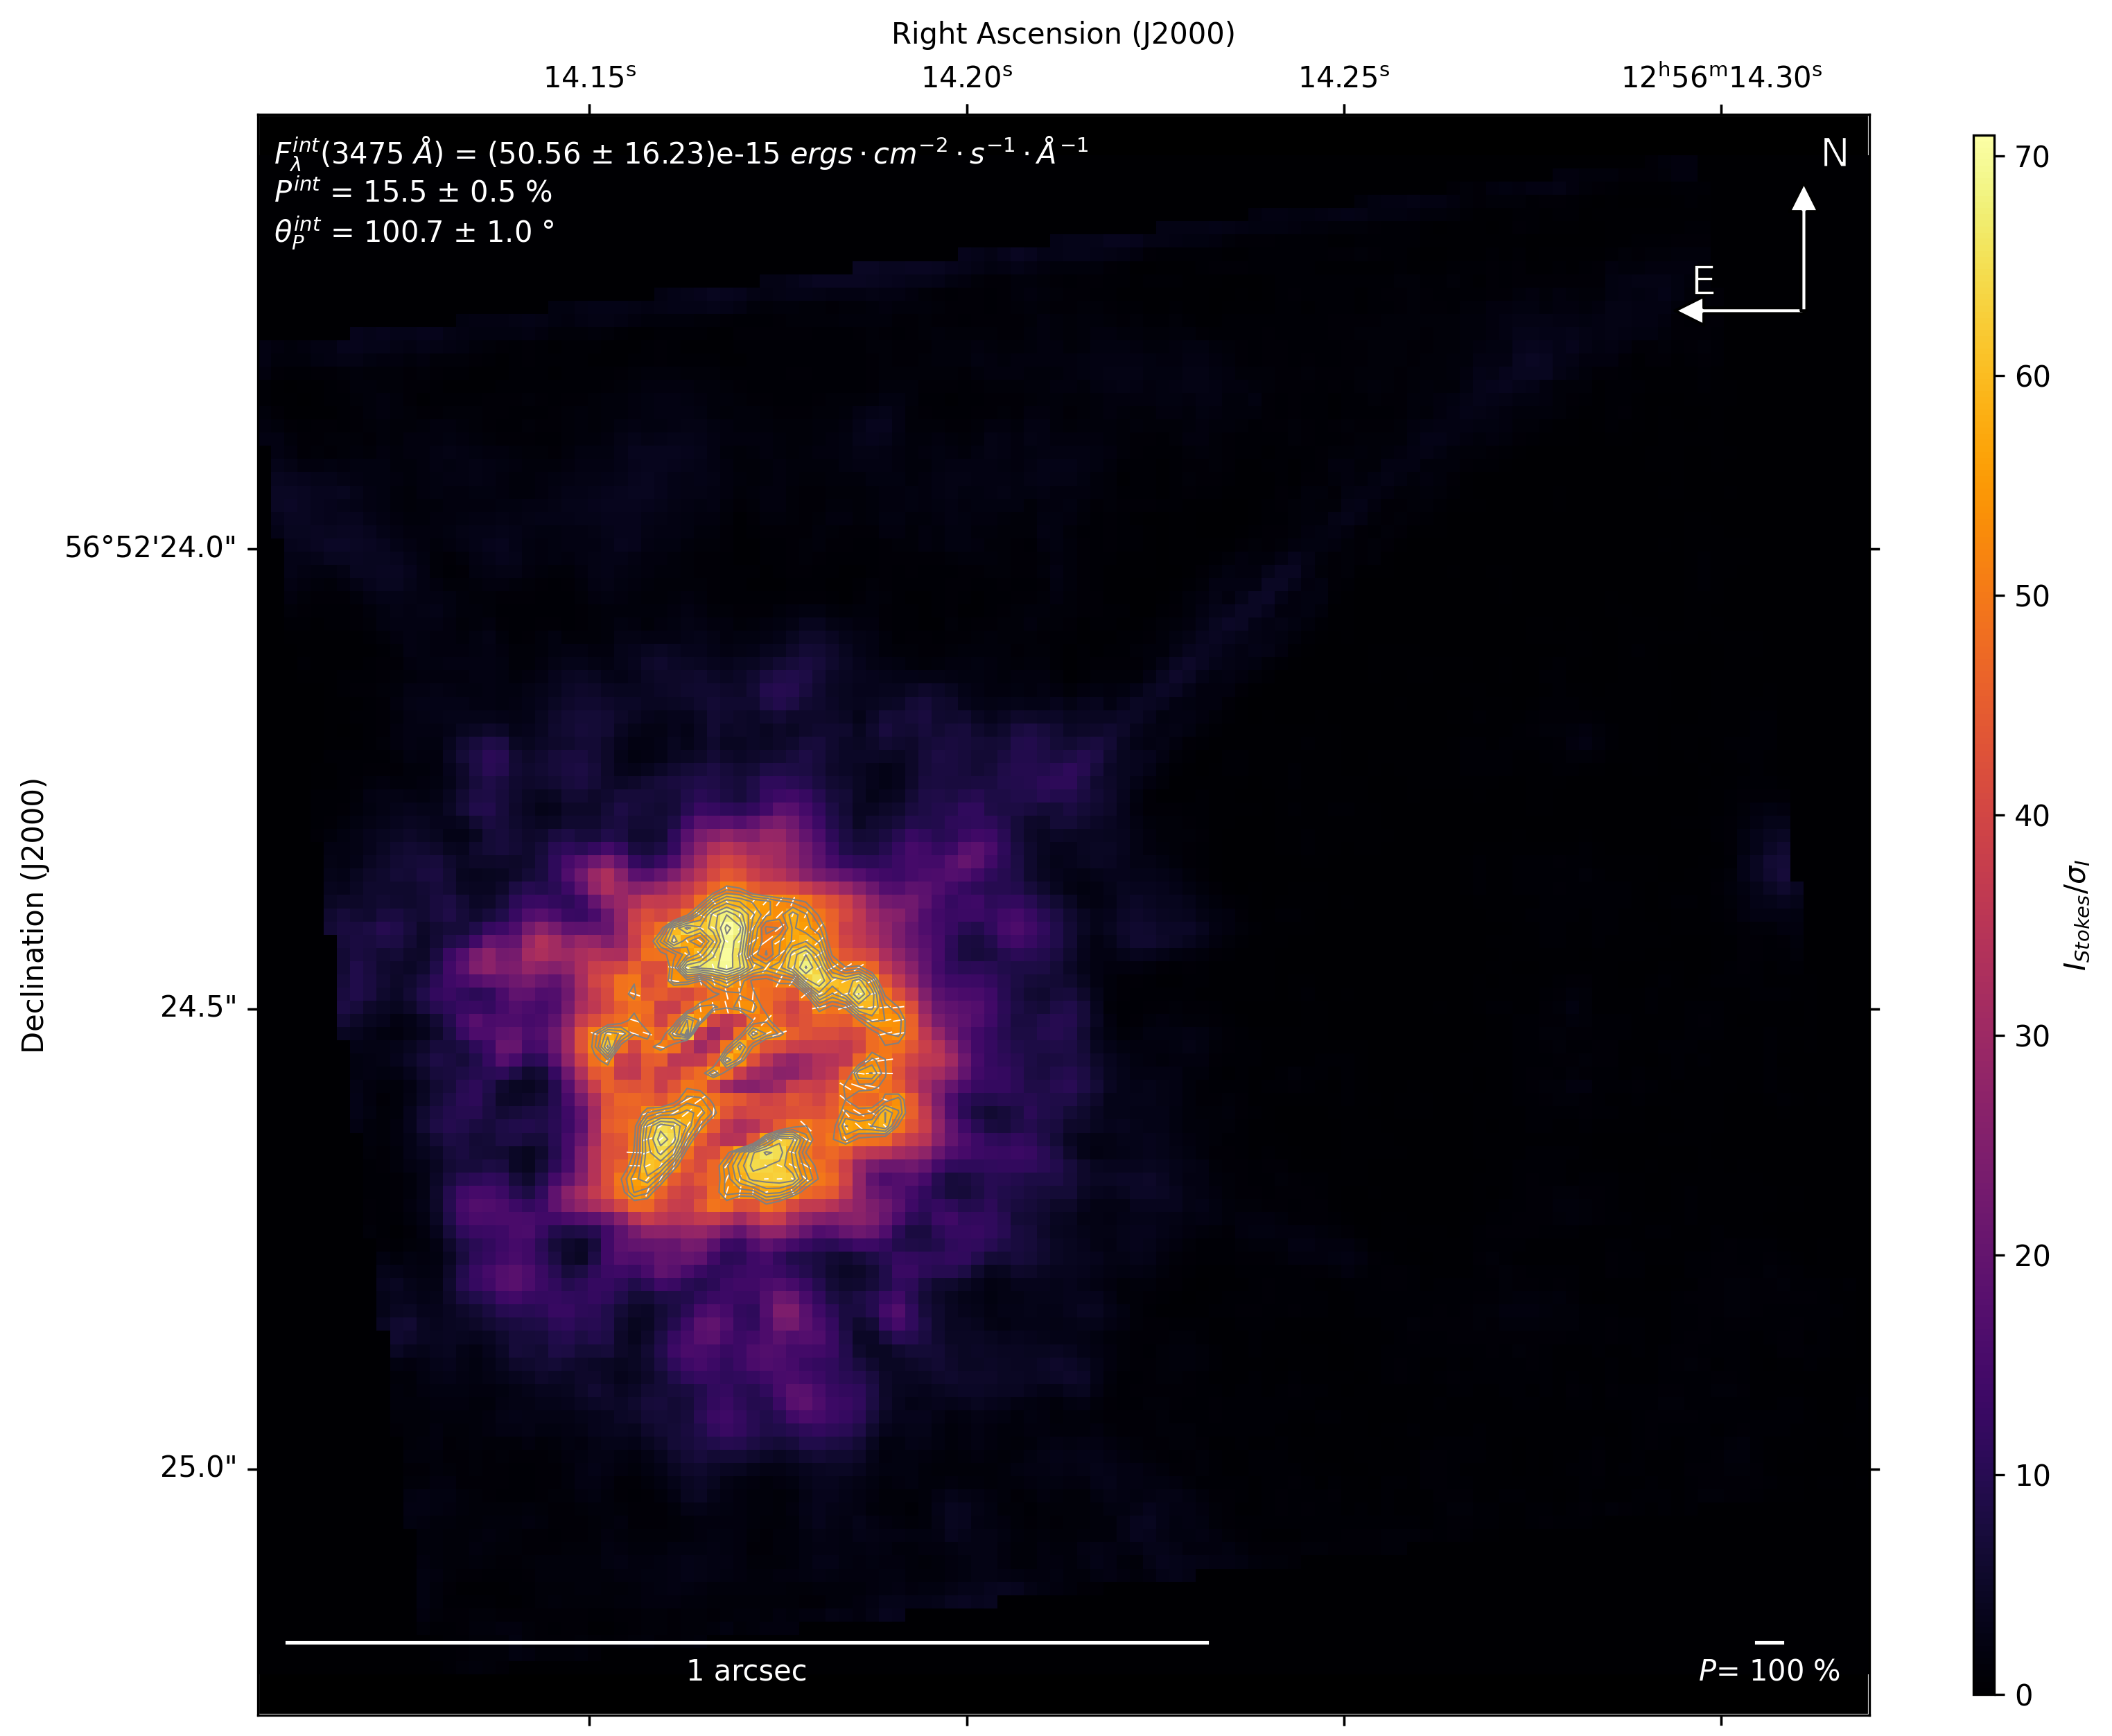 Right Ascension (J2000)
14.15ˢ 14.20ˢ 14.25ˢ 12ʰ56ᵐ14.30ˢ
F_λ^int(3475 Å) = (50.56 ± 16.23)e-15 ergs · cm⁻² · s⁻¹ · Å⁻¹
P^int = 15.5 ± 0.5 %
θ_P^int = 100.7 ± 1.0 °
N
E
Declination (J2000)
56°52'24.0"
24.5"
25.0"
1 arcsec
P= 100 %
70
60
50
40
30
20
10
0
I_Stokes/σ_I